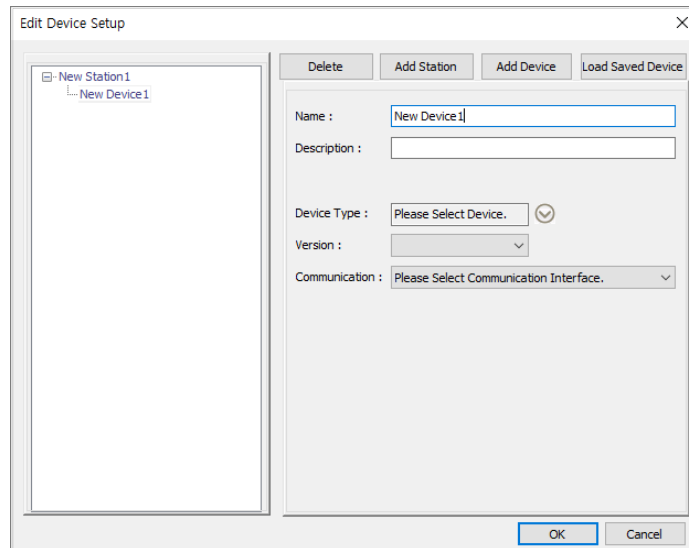 Edit Device Setup
New Station1
New Device1
Delete
Add Station
Add Device
Load Saved Device
Name :
New Device1
Description :
Device Type :
Please Select Device.
Version :
Communication :
Please Select Communication Interface.
OK
Cancel